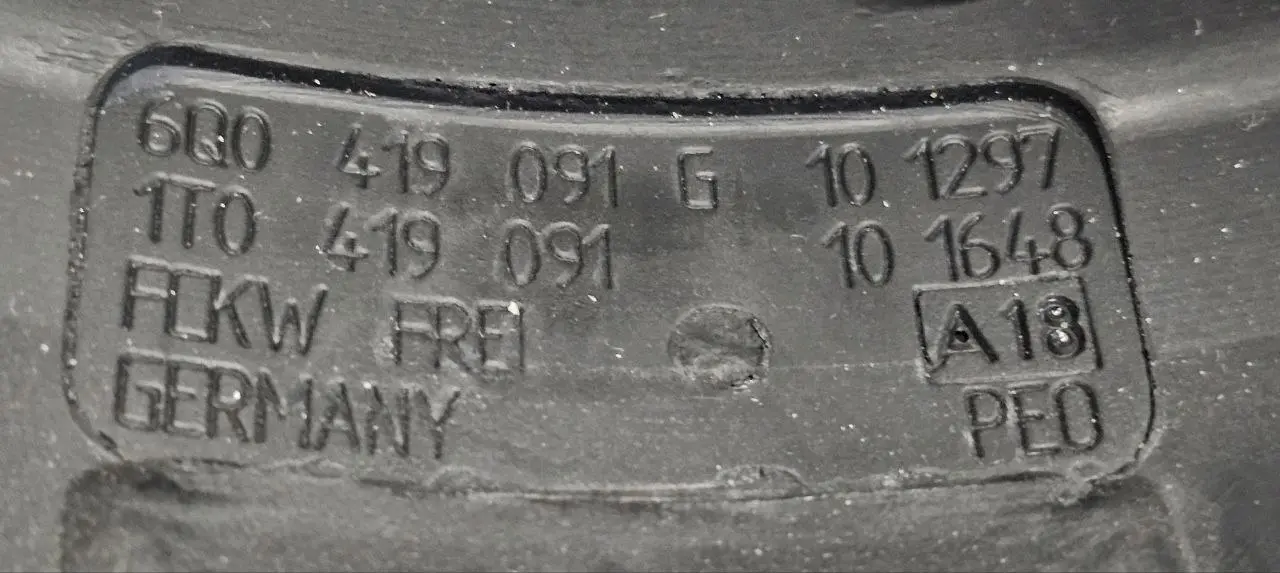 6Q0 419 091 G 10 1297
1T0 419 091 10 1648
FCKW FREI A18
GERMANY PE0